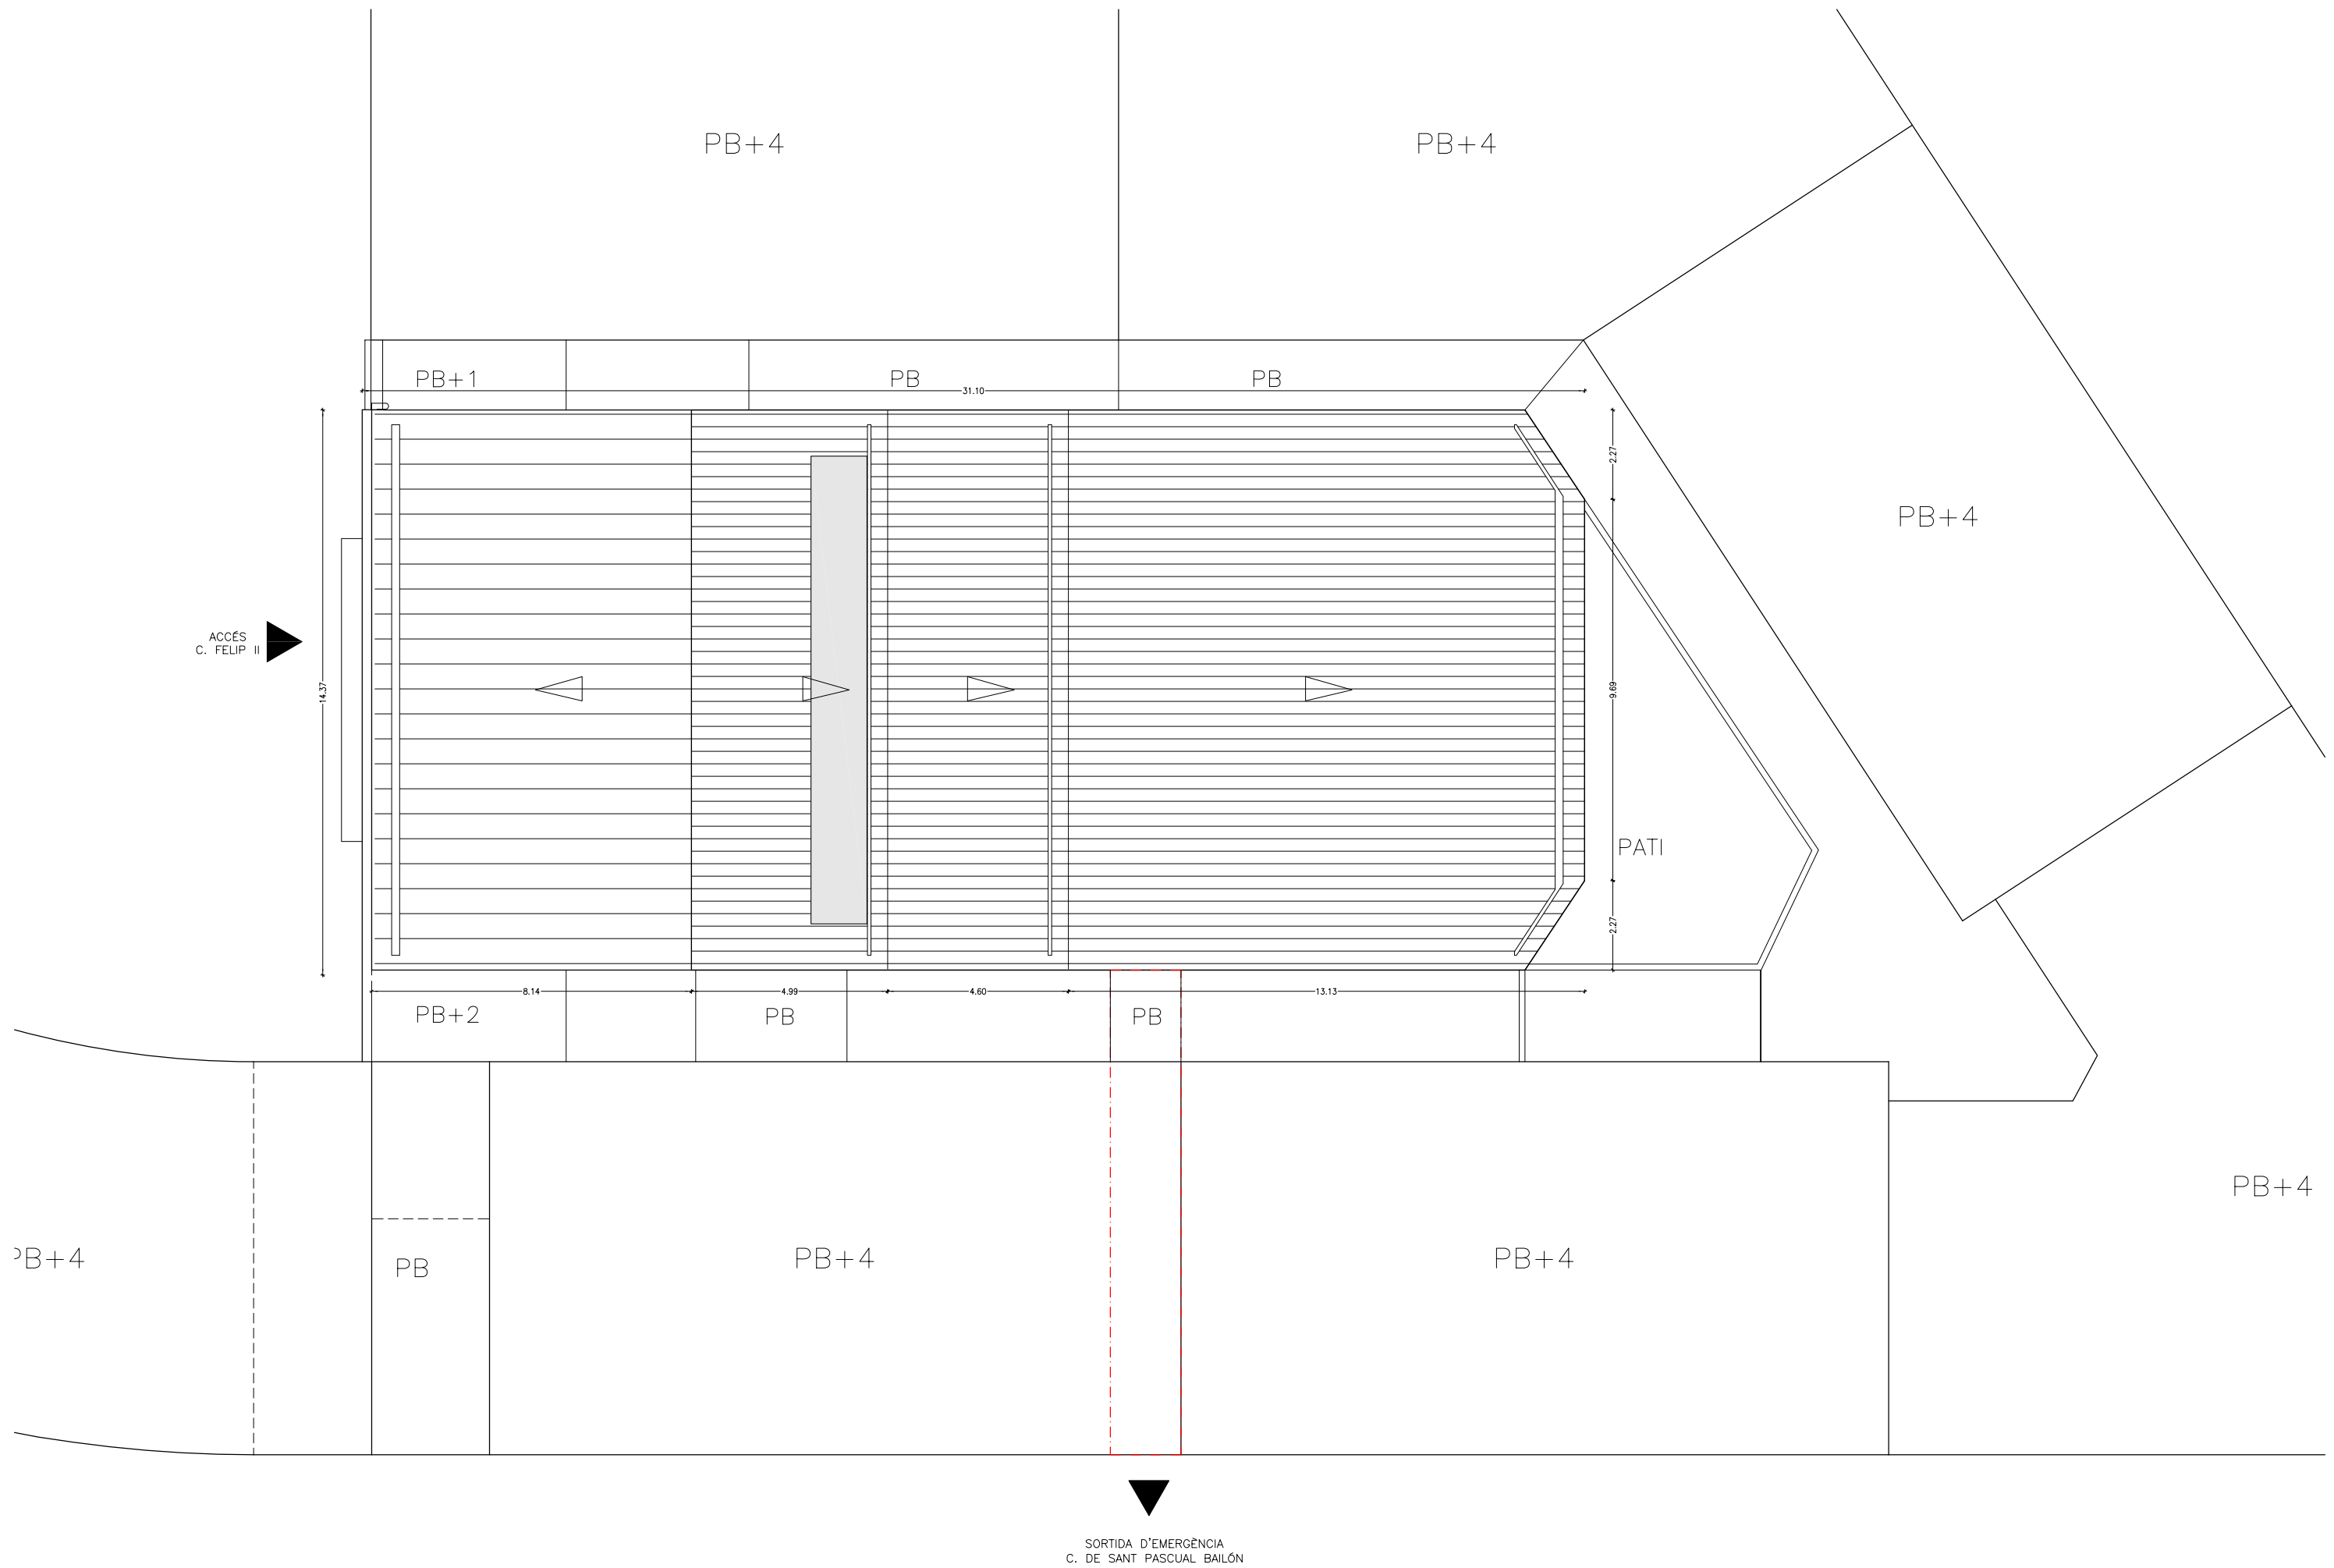 PB+4
PB+4
PB+1
PB
PB
31.10
2.27
PB+4
ACCÉS
C. FELIP II
14.37
9.69
PATI
2.27
8.14
4.99
4.60
13.13
PB+2
PB
PB
PB+4
PB+4
PB
PB+4
PB+4
SORTIDA D'EMERGÈNCIA
C. DE SANT PASCUAL BAILÓN